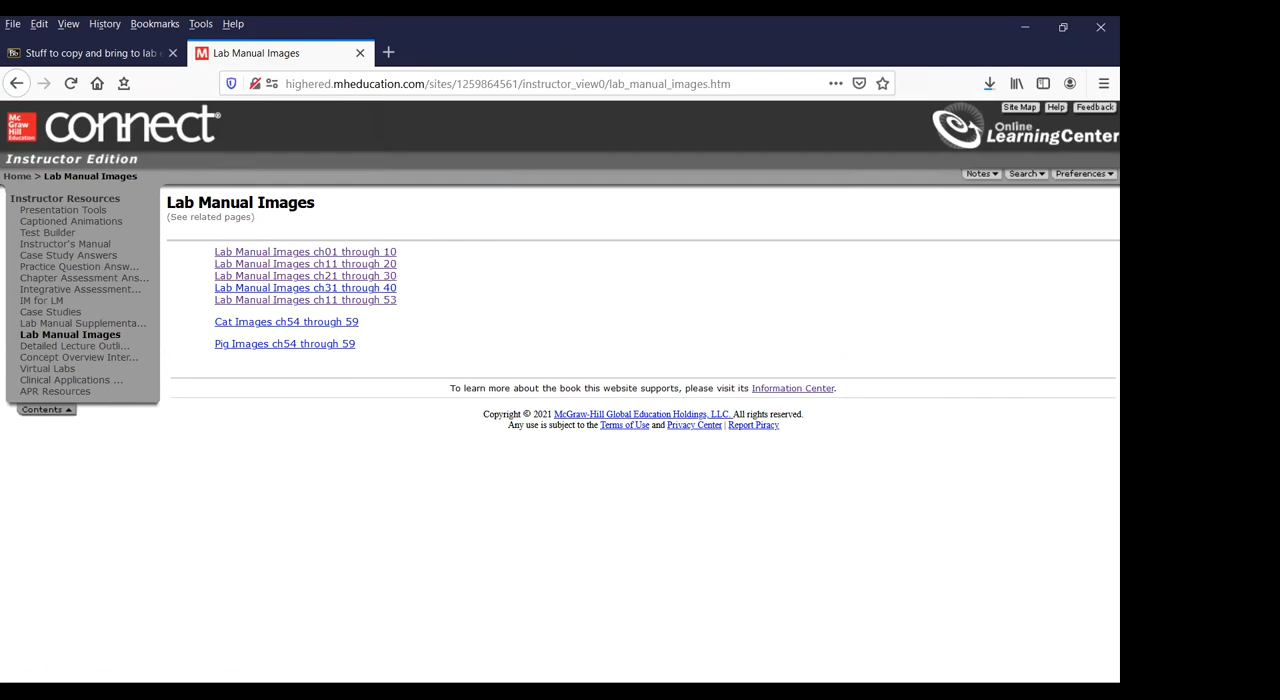 File Edit View History Bookmarks Tools Help
Stuff to copy and bring to lab
Lab Manual Images
highered.mheducation.com/sites/1259864561/instructor_view0/lab_manual_images.htm
Mc Graw Hill Education
connect®
Site Map Help Feedback
Online LearningCenter
Instructor Edition
Home > Lab Manual Images
Notes Search Preferences
Instructor Resources
Presentation Tools
Captioned Animations
Test Builder
Instructor's Manual
Case Study Answers
Practice Question Answ...
Chapter Assessment Ans...
Integrative Assessment...
IM for LM
Case Studies
Lab Manual Supplementa...
Lab Manual Images
Detailed Lecture Outli...
Concept Overview Inter...
Virtual Labs
Clinical Applications ...
APR Resources
Contents
Lab Manual Images
(See related pages)
Lab Manual Images ch01 through 10
Lab Manual Images ch11 through 20
Lab Manual Images ch21 through 30
Lab Manual Images ch31 through 40
Lab Manual Images ch11 through 53
Cat Images ch54 through 59
Pig Images ch54 through 59
To learn more about the book this website supports, please visit its Information Center.
Copyright © 2021 McGraw-Hill Global Education Holdings, LLC. All rights reserved.
Any use is subject to the Terms of Use and Privacy Center | Report Piracy